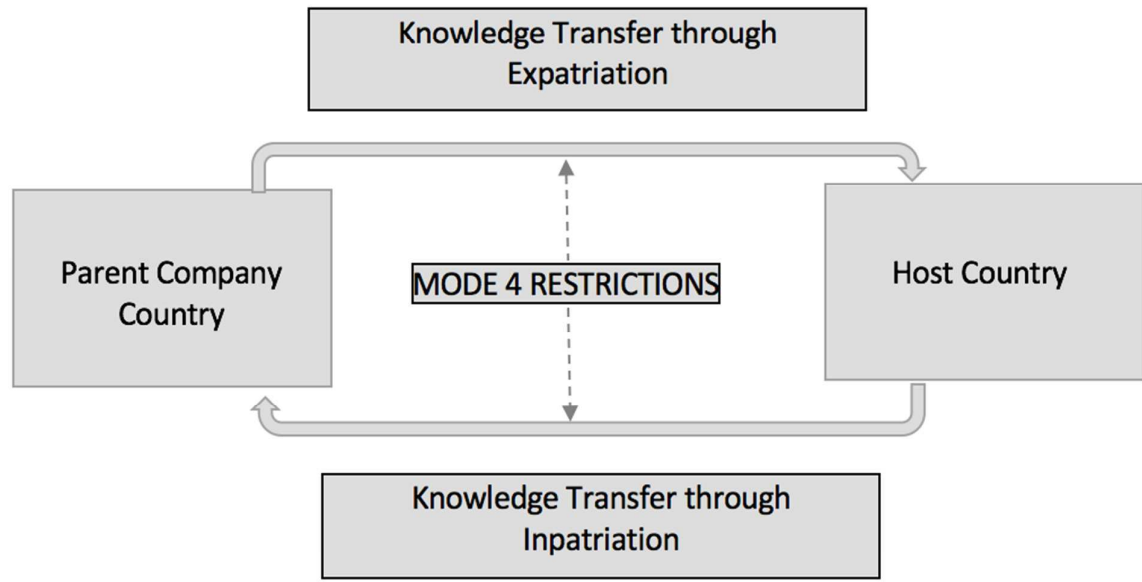 Knowledge Transfer through
Expatriation
Parent Company
Country
MODE 4 RESTRICTIONS
Host Country
Knowledge Transfer through
Inpatriation